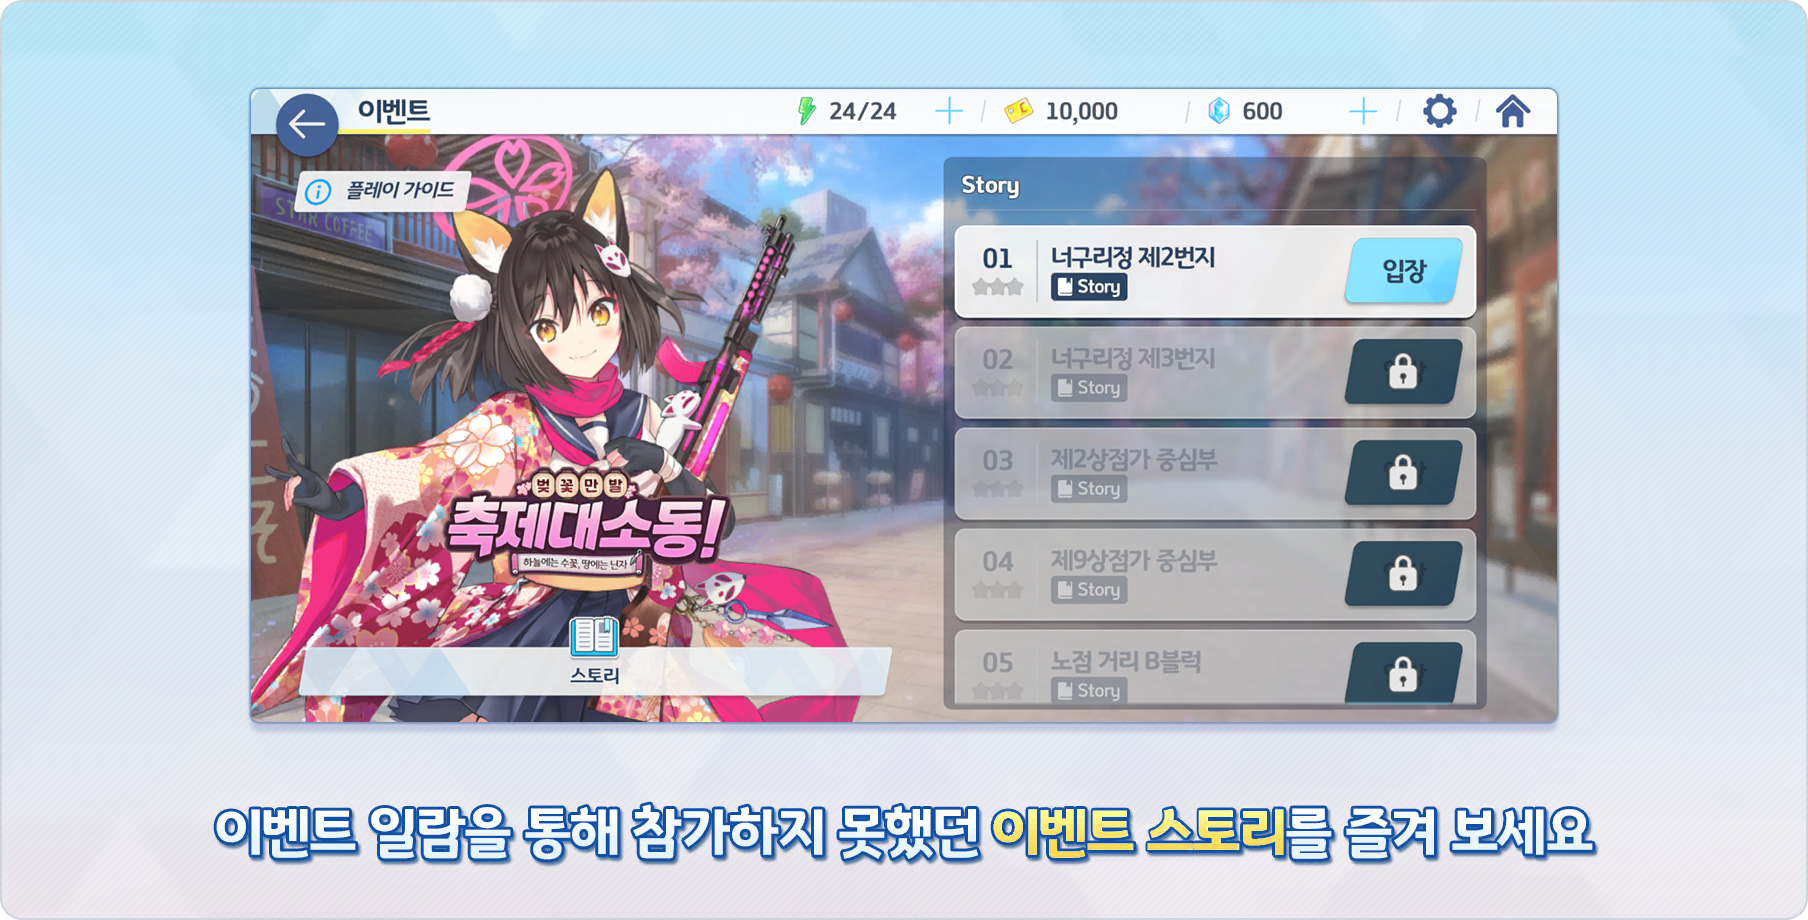 이벤트
24/24
10,000
600
플레이 가이드
STAR COFFEE
벚꽃만발
축제대소동!
하늘에는 수꽃, 땅에는 닌자
스토리
Story
01 너구리정 제2번지
Story
입장
02 너구리정 제3번지
Story
03 제2상점가 중심부
Story
04 제9상점가 중심부
Story
05 노점 거리 B블럭
Story
이벤트 일람을 통해 참가하지 못했던 이벤트 스토리를 즐겨 보세요